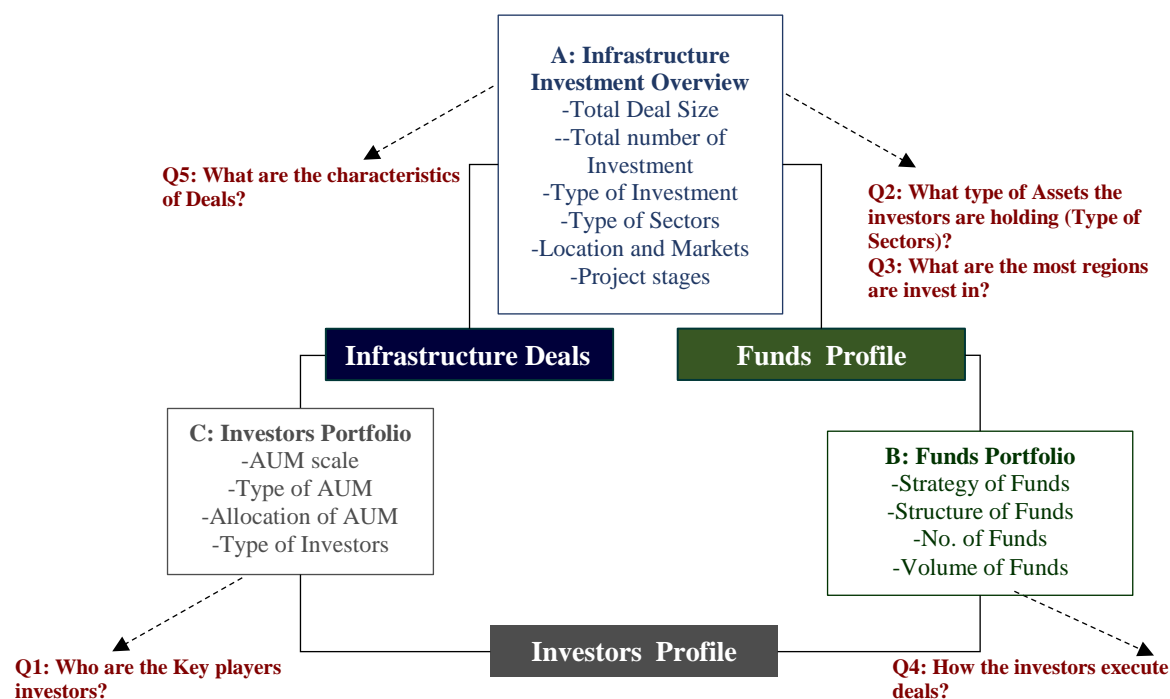 A: Infrastructure
Investment Overview
-Total Deal Size
--Total number of
Investment
-Type of Investment
-Type of Sectors
-Location and Markets
-Project stages
Q5: What are the characteristics
of Deals?
Q2: What type of Assets the
investors are holding (Type of
Sectors)?
Q3: What are the most regions
are invest in?
Infrastructure Deals
Funds Profile
C: Investors Portfolio
-AUM scale
-Type of AUM
-Allocation of AUM
-Type of Investors
B: Funds Portfolio
-Strategy of Funds
-Structure of Funds
-No. of Funds
-Volume of Funds
Investors Profile
Q1: Who are the Key players
investors?
Q4: How the investors execute
deals?